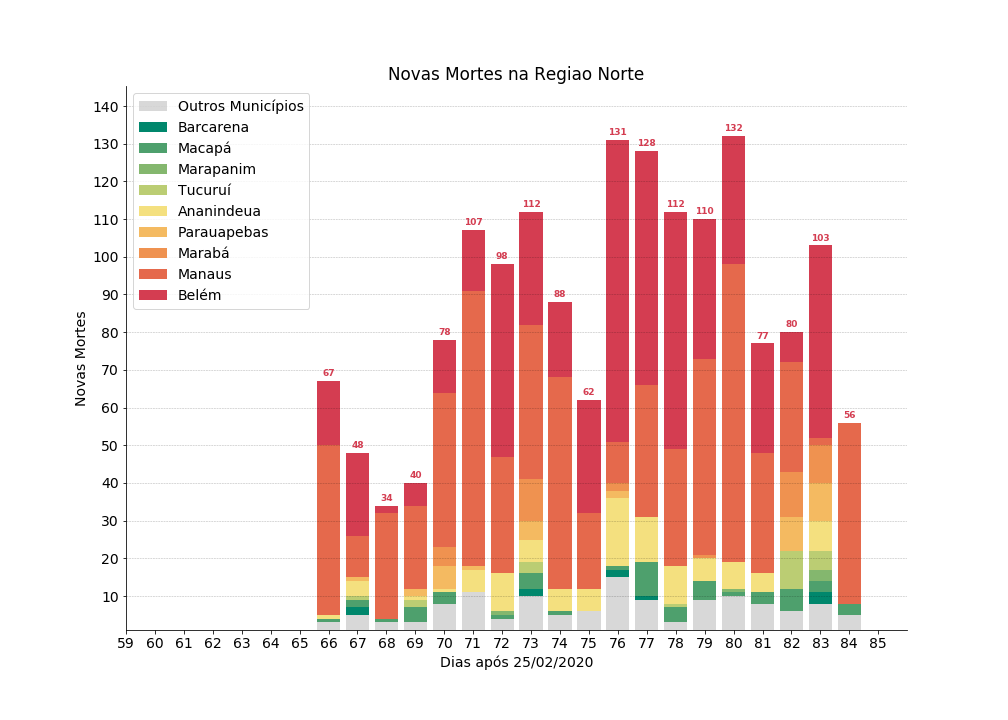 Novas Mortes na Regiao Norte
Outros Municípios
Barcarena
Macapá
Marapanim
Tucuruí
Ananindeua
Parauapebas
Marabá
Manaus
Belém
Novas Mortes
140
130
120
110
100
90
80
70
60
50
40
30
20
10
67
48
34
40
78
107
98
112
88
62
131
128
112
110
132
77
80
103
56
59 60 61 62 63 64 65 66 67 68 69 70 71 72 73 74 75 76 77 78 79 80 81 82 83 84 85
Dias após 25/02/2020